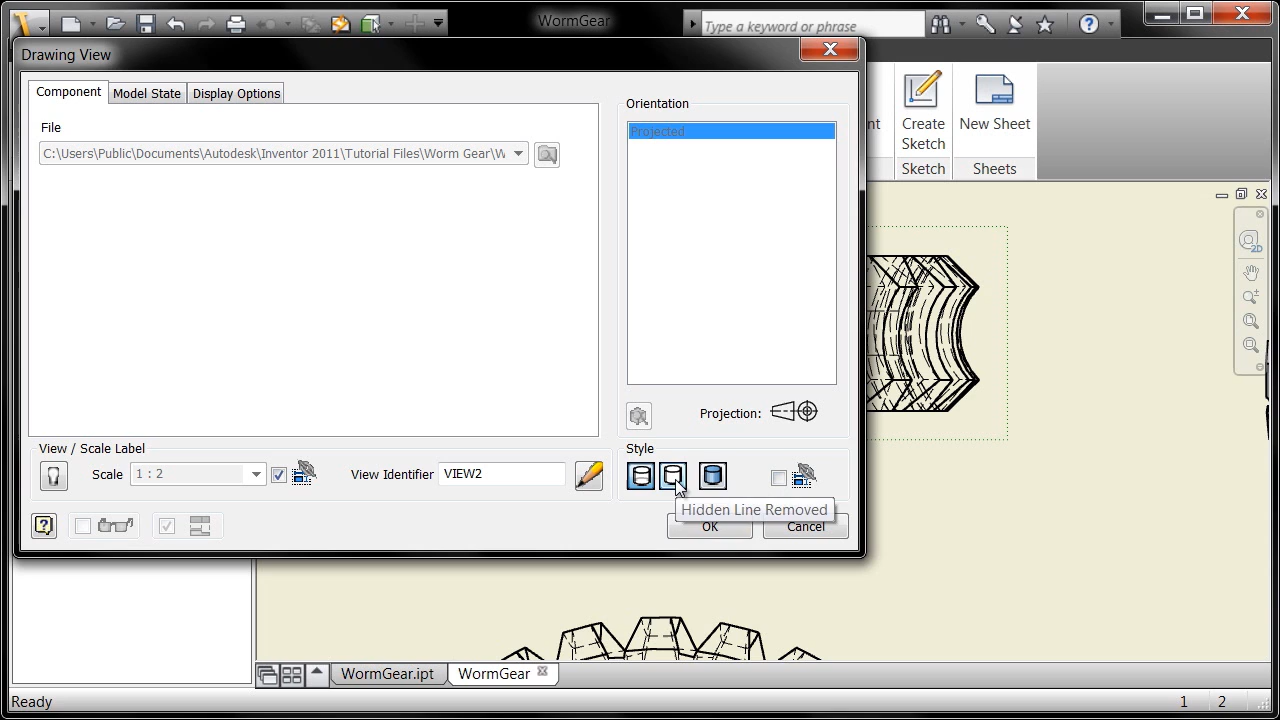 WormGear
Type a keyword or phrase
Drawing View
Component
Model State
Display Options
File
C:\Users\Public\Documents\Autodesk\Inventor 2011\Tutorial Files\Worm Gear\W
Orientation
Projected
Projection:
View / Scale Label
Scale
1 : 2
View Identifier
VIEW2
Style
Hidden Line Removed
OK
Cancel
nt
Create
Sketch
New Sheet
Sketch
Sheets
2D
WormGear.ipt
WormGear
Ready
1
2